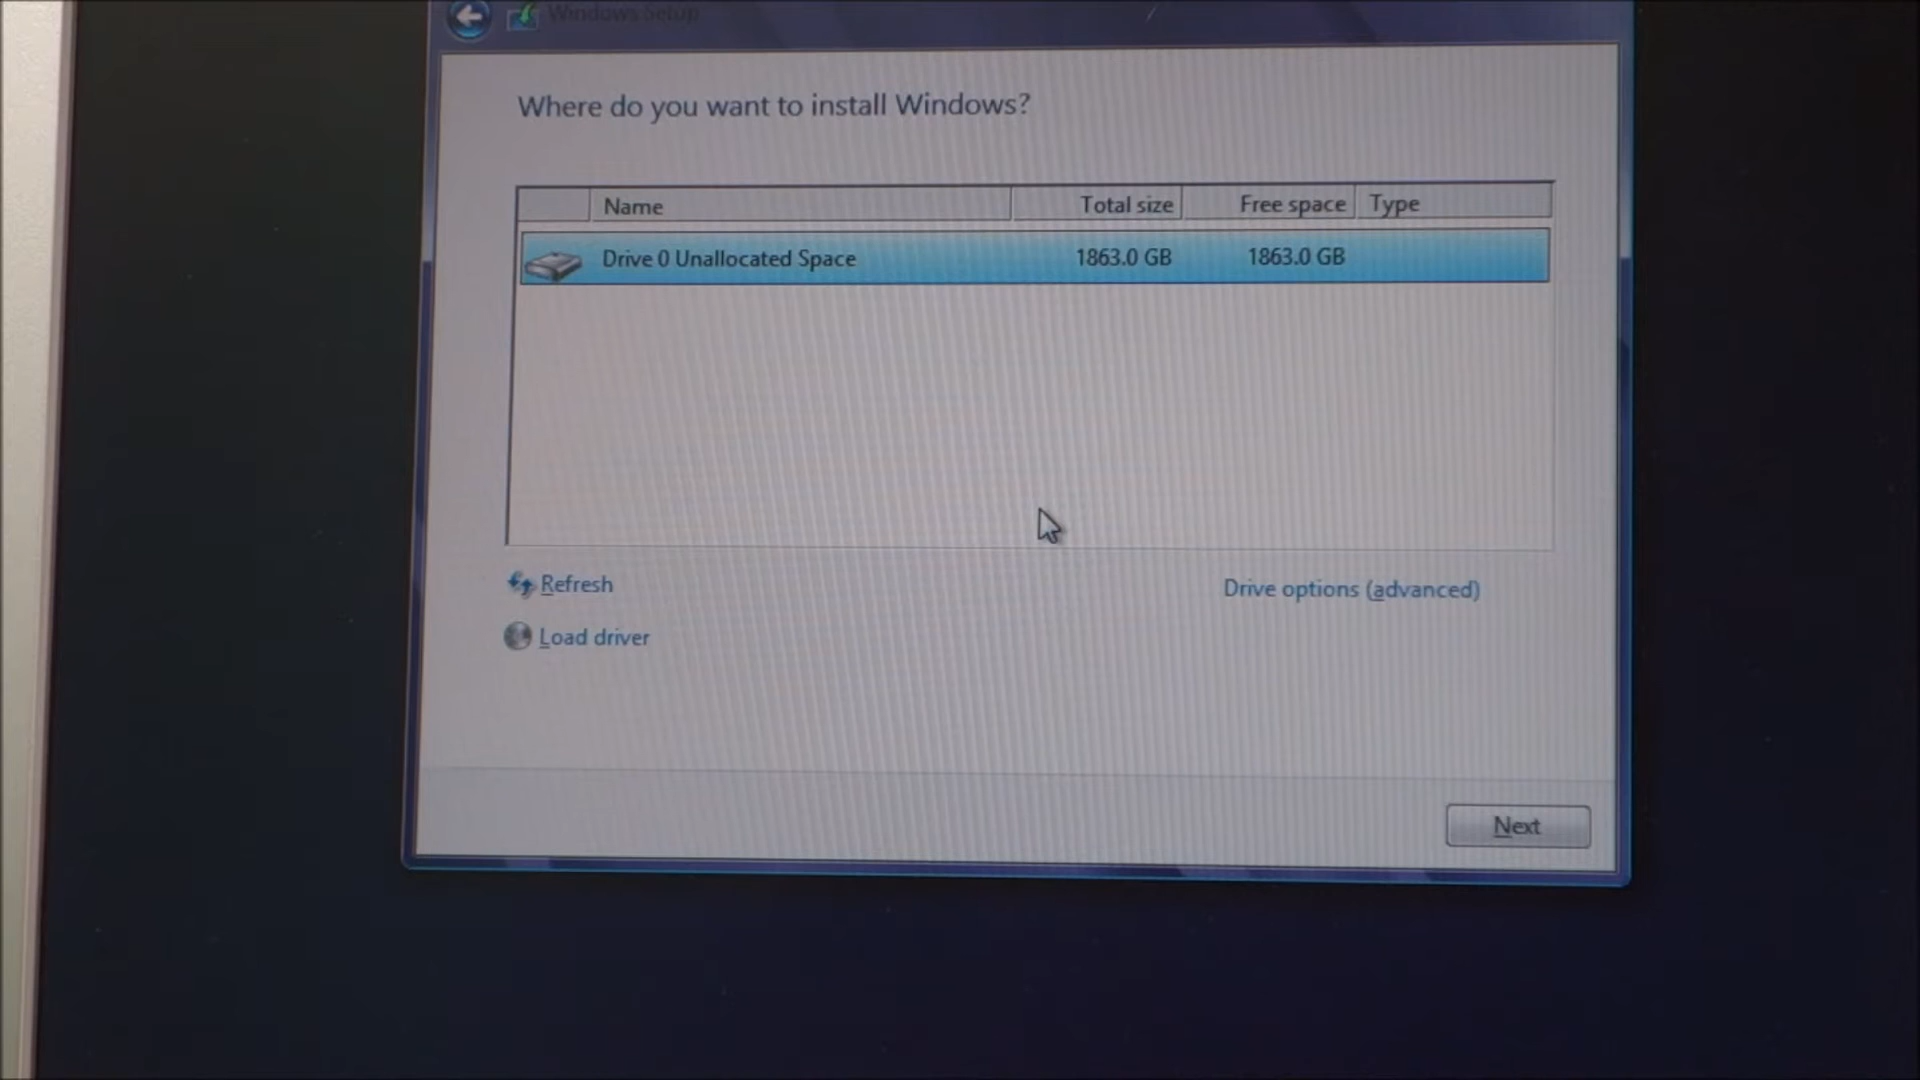 Windows Setup
Where do you want to install Windows?
Name Total size Free space Type
Drive 0 Unallocated Space 1863.0 GB 1863.0 GB
Refresh Drive options (advanced)
Load driver
Next